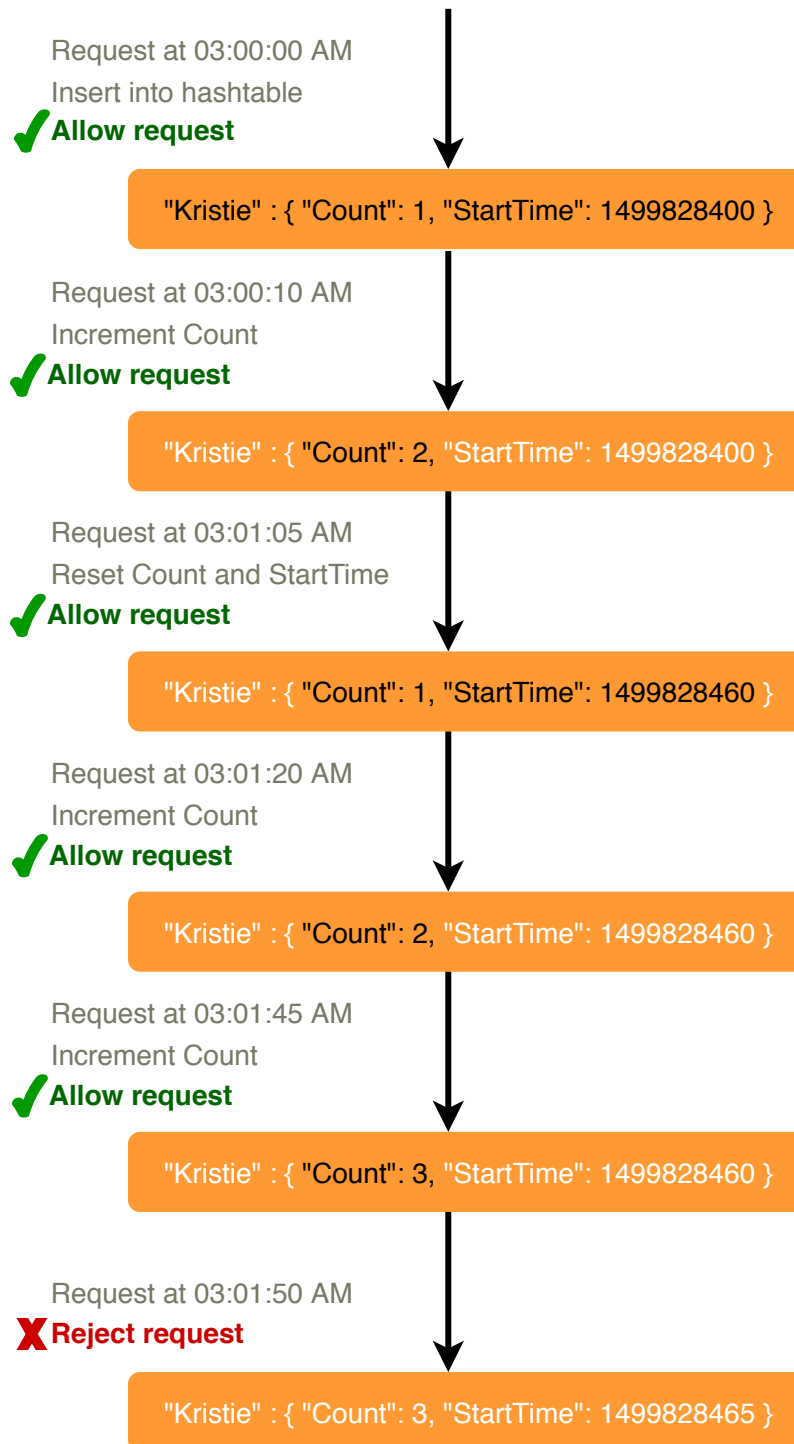 Request at 03:00:00 AM
Insert into hashtable
Allow request
"Kristie" : { "Count": 1, "StartTime": 1499828400 }
Request at 03:00:10 AM
Increment Count
Allow request
"Kristie" : { "Count": 2, "StartTime": 1499828400 }
Request at 03:01:05 AM
Reset Count and StartTime
Allow request
"Kristie" : { "Count": 1, "StartTime": 1499828460 }
Request at 03:01:20 AM
Increment Count
Allow request
"Kristie" : { "Count": 2, "StartTime": 1499828460 }
Request at 03:01:45 AM
Increment Count
Allow request
"Kristie" : { "Count": 3, "StartTime": 1499828460 }
Request at 03:01:50 AM
Reject request
"Kristie" : { "Count": 3, "StartTime": 1499828465 }